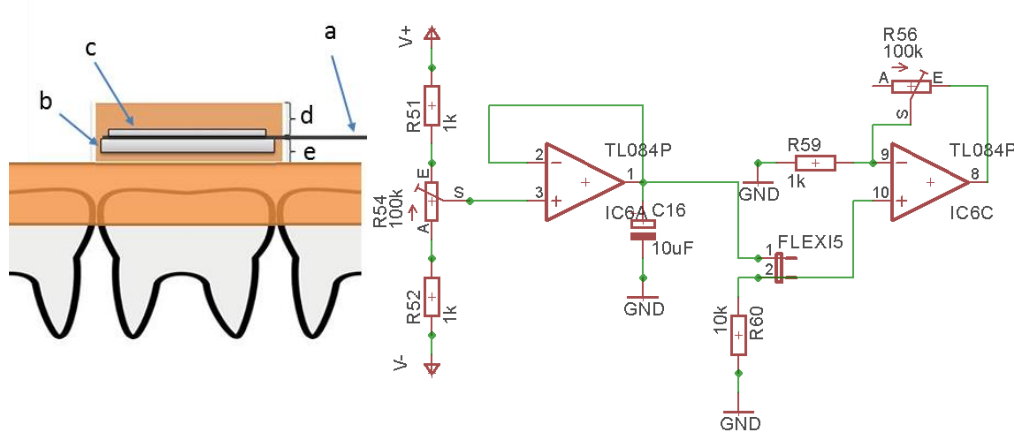 a
c
b
d
e
V+
R51
1k
E
S
R54
100k
A
R52
1k
V-
2
3
1
TL084P
IC6A
C16
10uF
GND
R56
100k
A
E
S
R59
1k
GND
9
10
8
TL084P
IC6C
FLEXI5
1
2
10k
R60
GND